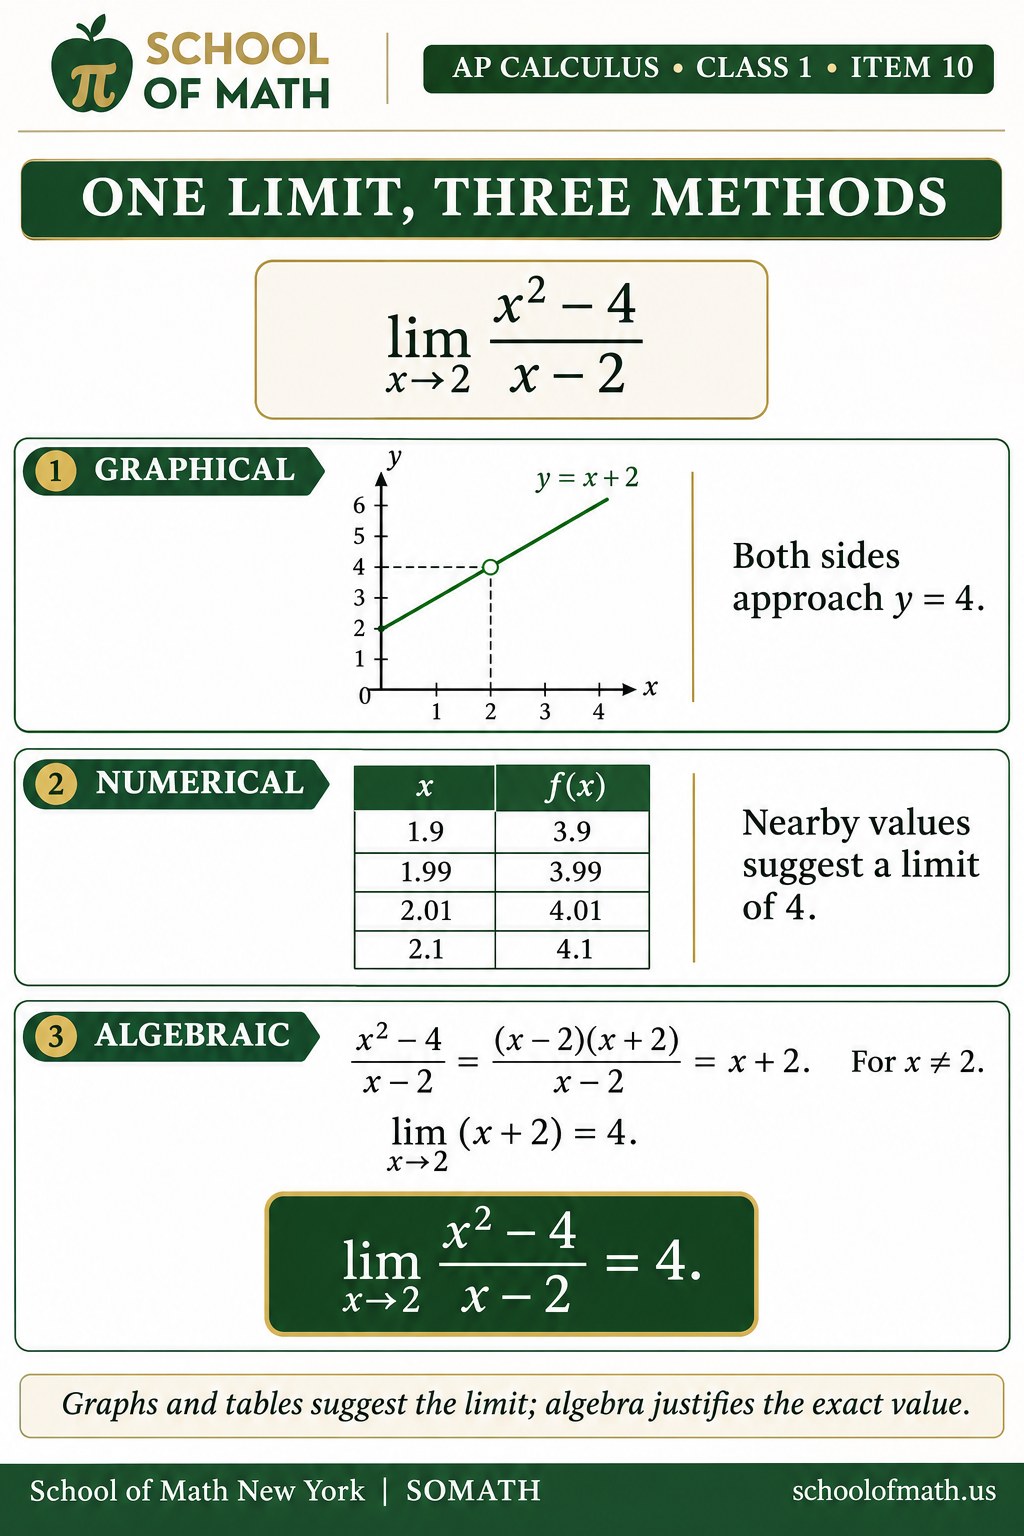 SCHOOL
OF MATH
π
AP CALCULUS • CLASS 1 • ITEM 10
ONE LIMIT, THREE METHODS
lim x→2 (x² − 4)/(x − 2)
1 GRAPHICAL
y
y = x + 2
6
5
4
3
2
1
0
x
1 2 3 4
Both sides
approach y = 4.
2 NUMERICAL
x f(x)
1.9 3.9
1.99 3.99
2.01 4.01
2.1 4.1
Nearby values
suggest a limit
of 4.
3 ALGEBRAIC
(x² − 4)/(x − 2) = ((x − 2)(x + 2))/(x − 2) = x + 2. For x ≠ 2.
lim x→2 (x + 2) = 4.
lim x→2 (x² − 4)/(x − 2) = 4.
Graphs and tables suggest the limit; algebra justifies the exact value.
School of Math New York | SOMATH
schoolofmath.us